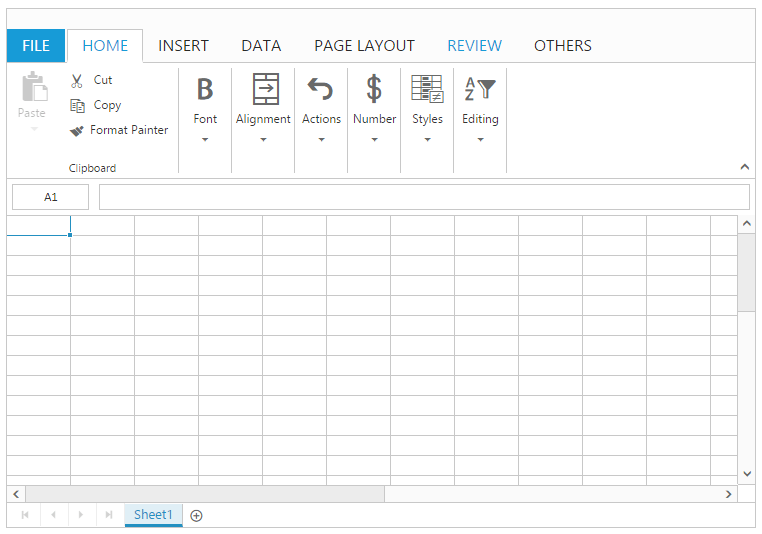 FILE HOME INSERT DATA PAGE LAYOUT REVIEW OTHERS
Paste
Cut
Copy
Format Painter
Clipboard
B
Font
Alignment
Actions
$
Number
Styles
A
Z
Editing
A1
Sheet1